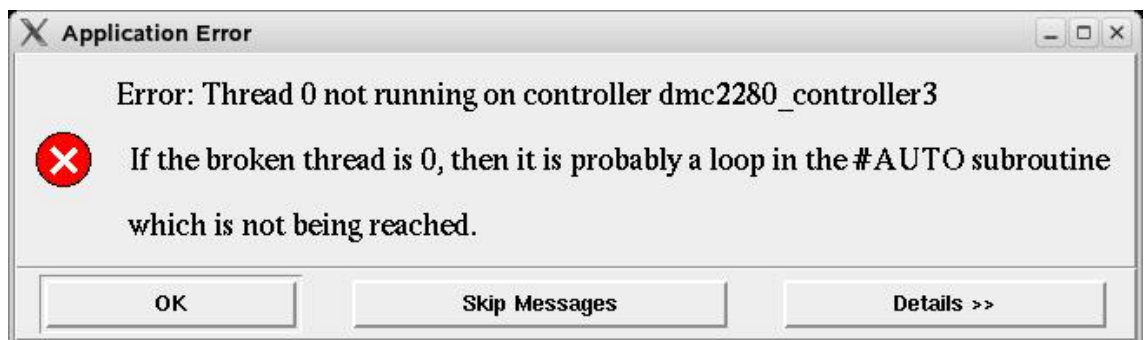 Application Error
Error: Thread 0 not running on controller dmc2280_controller3
If the broken thread is 0, then it is probably a loop in the #AUTO subroutine
which is not being reached.
OK
Skip Messages
Details >>